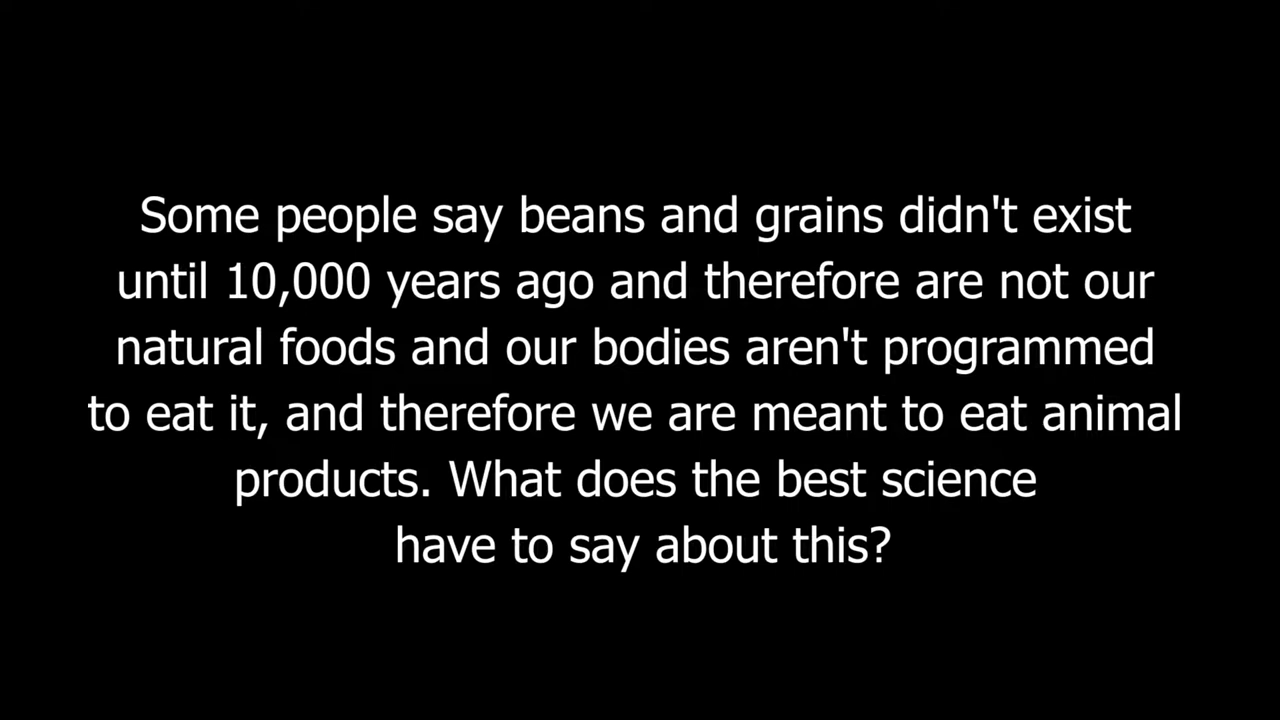 Some people say beans and grains didn't exist
until 10,000 years ago and therefore are not our
natural foods and our bodies aren't programmed
to eat it, and therefore we are meant to eat animal
products. What does the best science
have to say about this?